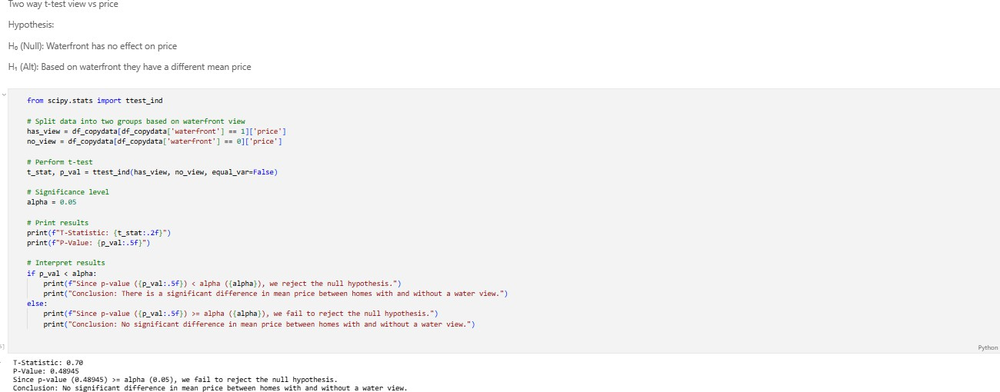 Two way t-test view vs price
Hypothesis:
H₀ (Null): Waterfront has no effect on price
H₁ (Alt): Based on waterfront they have a different mean price
from scipy.stats import ttest_ind
# Split data into two groups based on waterfront view
has_view = df_copydata[df_copydata['waterfront'] == 1]['price']
no_view = df_copydata[df_copydata['waterfront'] == 0]['price']
# Perform t-test
t_stat, p_val = ttest_ind(has_view, no_view, equal_var=False)
# Significance level
alpha = 0.05
# Print results
print(f"T-Statistic: {t_stat:.2f}")
print(f"P-Value: {p_val:.5f}")
# Interpret results
if p_val < alpha:
    print(f"Since p-value ({p_val:.5f}) < alpha ({alpha}), we reject the null hypothesis.")
    print("Conclusion: There is a significant difference in mean price between homes with and without a water view.")
else:
    print(f"Since p-value ({p_val:.5f}) >= alpha ({alpha}), we fail to reject the null hypothesis.")
    print("Conclusion: No significant difference in mean price between homes with and without a water view.")
Python
T-Statistic: 0.70
P-Value: 0.48945
Since p-value (0.48945) >= alpha (0.05), we fail to reject the null hypothesis.
Conclusion: No significant difference in mean price between homes with and without a water view.